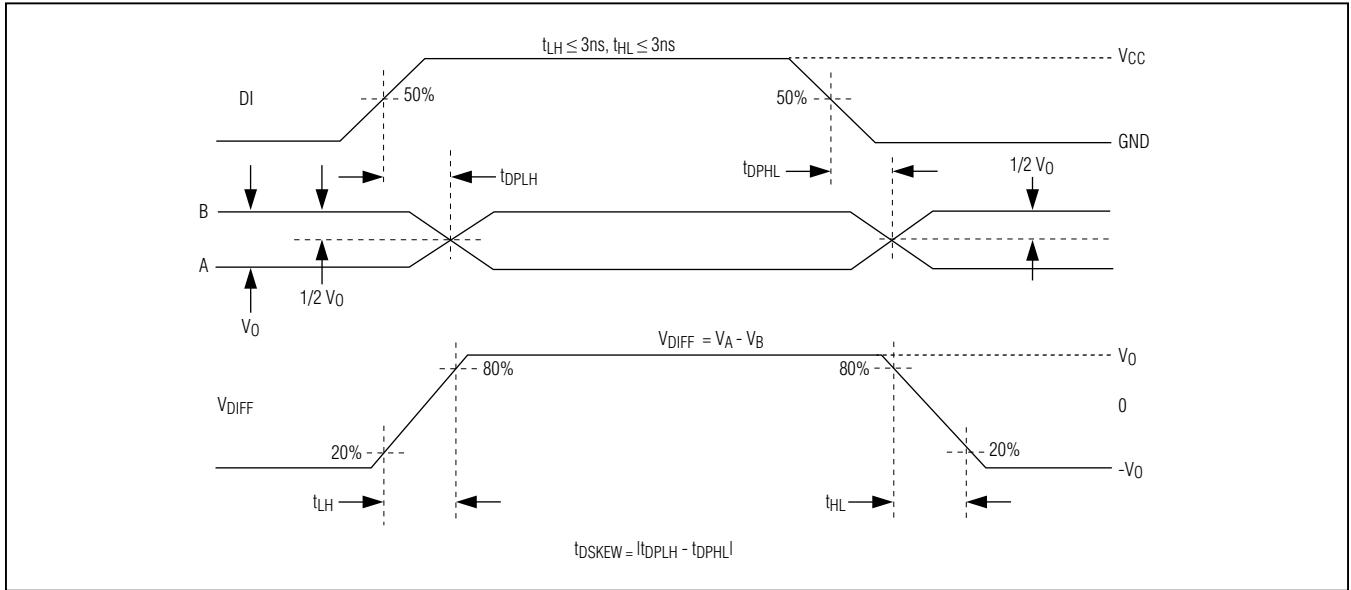 tLH ≤ 3ns, tHL ≤ 3ns
VCC
DI
50%
50%
GND
tDPLH
tDPHL
1/2 VO
B
A
1/2 VO
VO
VDIFF = VA - VB
VO
80%
80%
VDIFF
0
20%
20%
-VO
tLH
tHL
tDSKEW = |tDPLH - tDPHL|